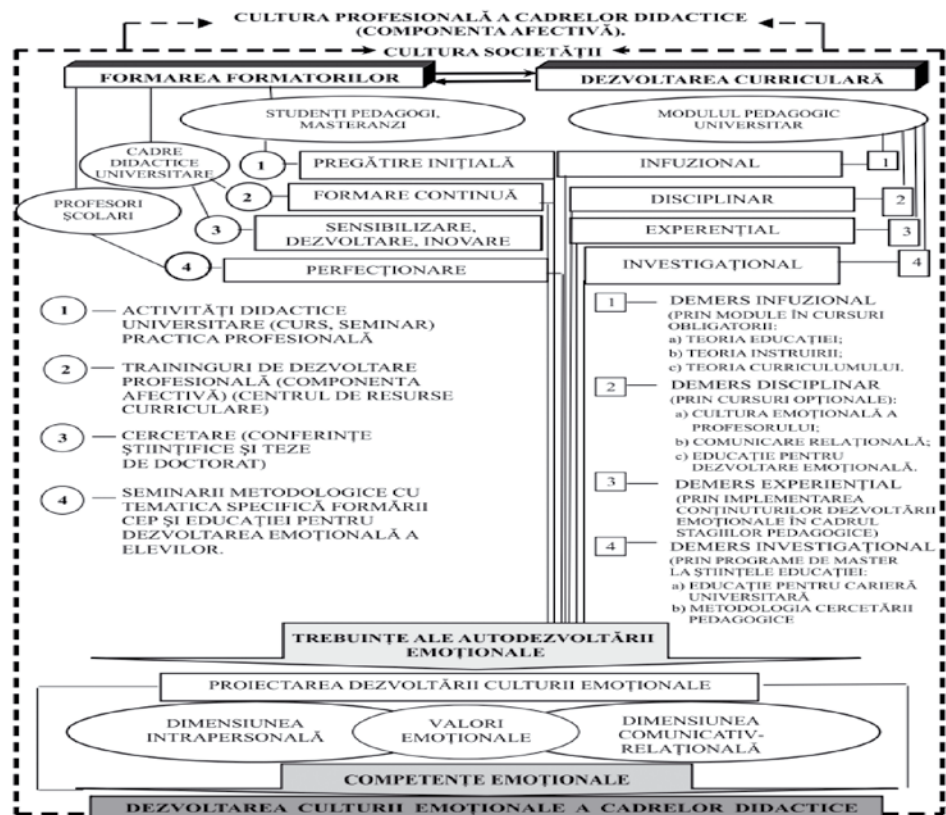 CULTURA PROFESIONALĂ A CADRELOR DIDACTICE
(COMPONENTA AFECTIVĂ).
CULTURA SOCIETĂȚII
FORMAREA FORMATORILOR
DEZVOLTAREA CURRICULARĂ
STUDENȚI PEDAGOGI,
MASTERANZI
MODULUL PEDAGOGIC
UNIVERSITAR
CADRE
DIDACTICE
UNIVERSITARE
PROFESORI
ȘCOLARI
1 PREGĂTIRE INIȚIALĂ
2 FORMARE CONTINUĂ
3 SENSIBILIZARE,
DEZVOLTARE, INOVARE
4 PERFECȚIONARE
INFUZIONAL 1
DISCIPLINAR 2
EXPERENȚIAL 3
INVESTIGAȚIONAL 4
1 — ACTIVITĂȚI DIDACTICE
UNIVERSITARE (CURS, SEMINAR)
PRACTICA PROFESIONALĂ
2 — TRAININGURI DE DEZVOLTARE
PROFESIONALĂ (COMPONENTA
AFECTIVĂ) (CENTRUL DE RESURSE
CURRICULARE)
3 — CERCETARE (CONFERINȚE
ȘTIINȚIFICE ȘI TEZE
DE DOCTORAT)
4 — SEMINARII METODOLOGICE CU
TEMATICA SPECIFICĂ FORMĂRII
CEP ȘI EDUCAȚIEI PENTRU
DEZVOLTAREA EMOȚIONALĂ A
ELEVILOR.
1 — DEMERS INFUZIONAL
(PRIN MODULE ÎN CURSURI
OBLIGATORII:
a) TEORIA EDUCAȚIEI;
b) TEORIA INSTRUIRII;
c) TEORIA CURRICULUMULUI.
2 — DEMERS DISCIPLINAR
(PRIN CURSURI OPȚIONALE):
a) CULTURA EMOȚIONALĂ A
PROFESORULUI;
b) COMUNICARE RELAȚIONALĂ;
c) EDUCAȚIE PENTRU
DEZVOLTARE EMOȚIONALĂ.
3 — DEMERS EXPERIENȚIAL
(PRIN IMPLEMENTAREA
CONȚINUTURILOR DEZVOLTĂRII
EMOȚIONALE ÎN CADRUL
STAGIILOR PEDAGOGICE)
4 — DEMERS INVESTIGAȚIONAL
(PRIN PROGRAME DE MASTER
LA ȘTIINȚELE EDUCAȚIEI:
a) EDUCAȚIE PENTRU CARIERĂ
UNIVERSITARĂ
b) METODOLOGIA CERCETĂRII
PEDAGOGICE
TREBUINȚE ALE AUTODEZVOLTĂRII
EMOȚIONALE
PROIECTAREA DEZVOLTĂRII CULTURII EMOȚIONALE
DIMENSIUNEA
INTRAPERSONALĂ
VALORI
EMOȚIONALE
DIMENSIUNEA
COMUNICATIV-
RELAȚIONALĂ
COMPETENȚE EMOȚIONALE
DEZVOLTAREA CULTURII EMOȚIONALE A CADRELOR DIDACTICE